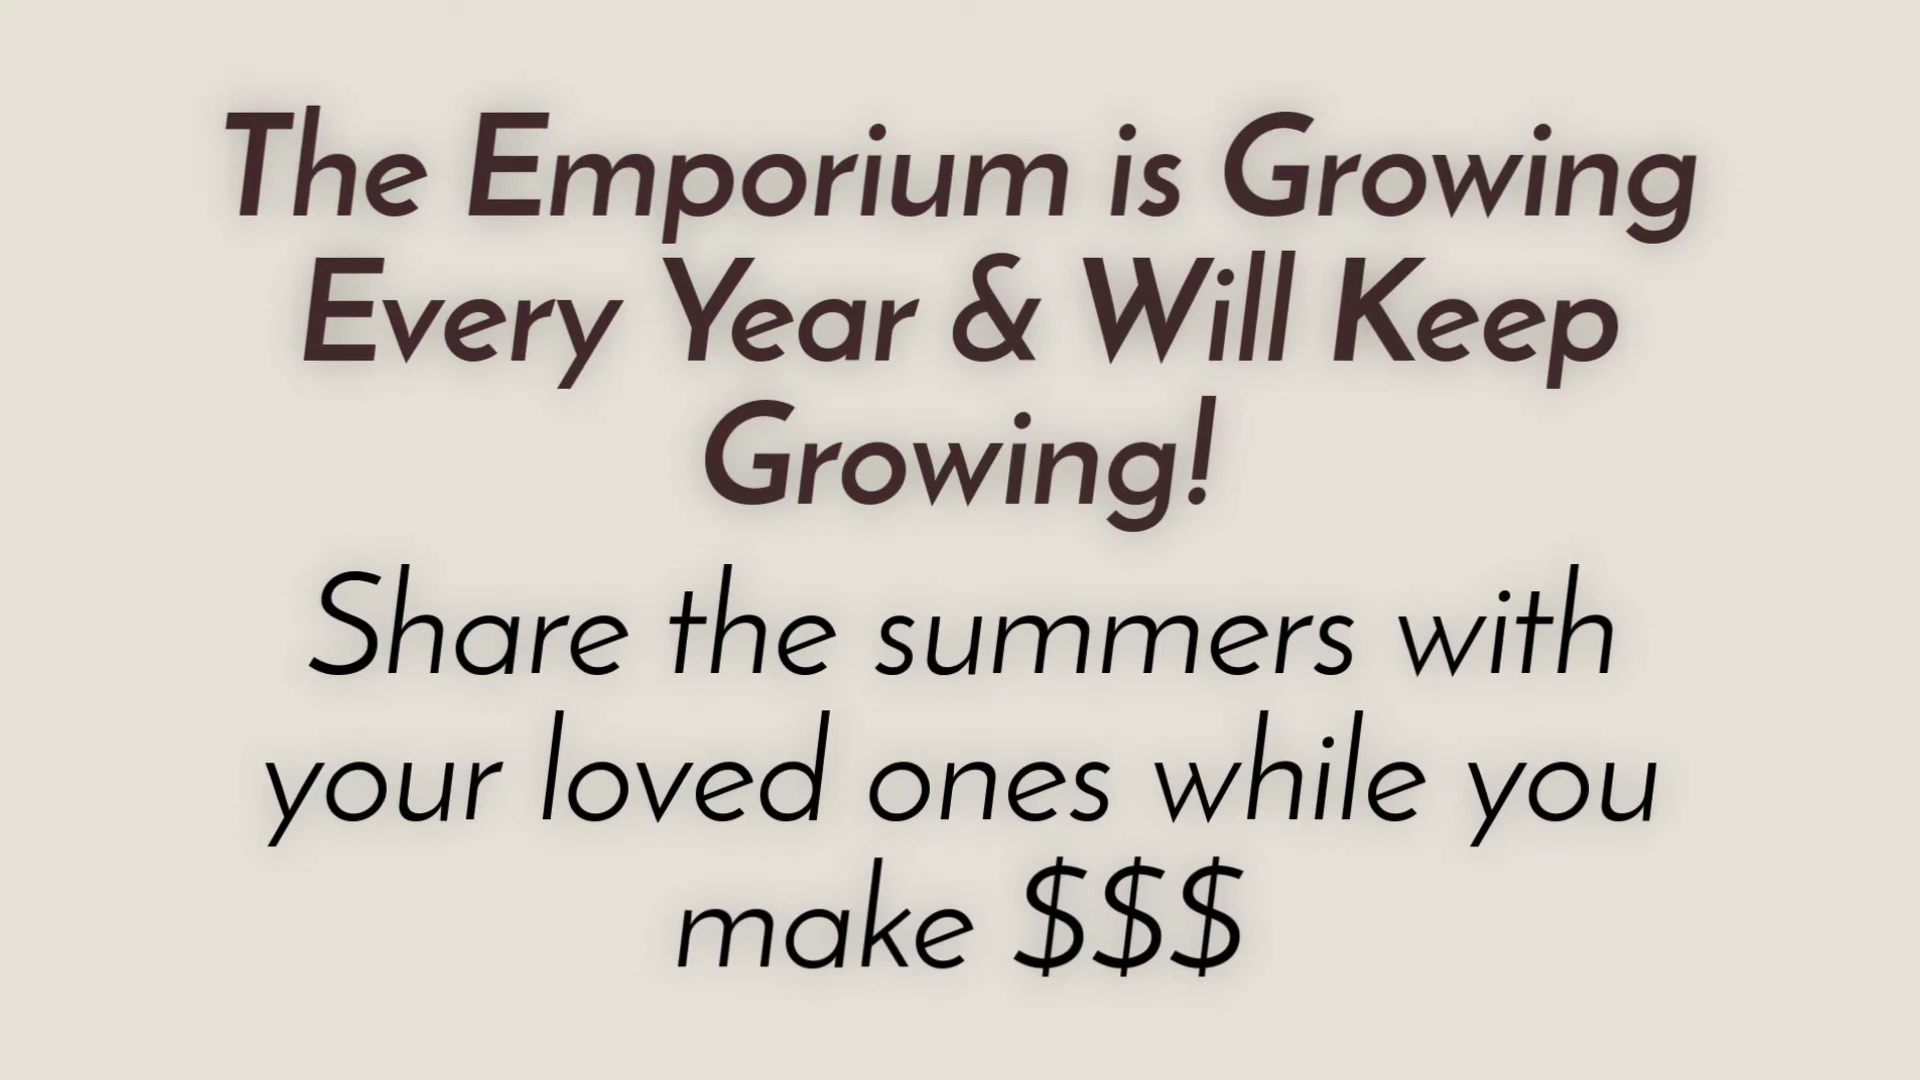 The Emporium is Growing
Every Year & Will Keep
Growing!
Share the summers with
your loved ones while you
make $$$